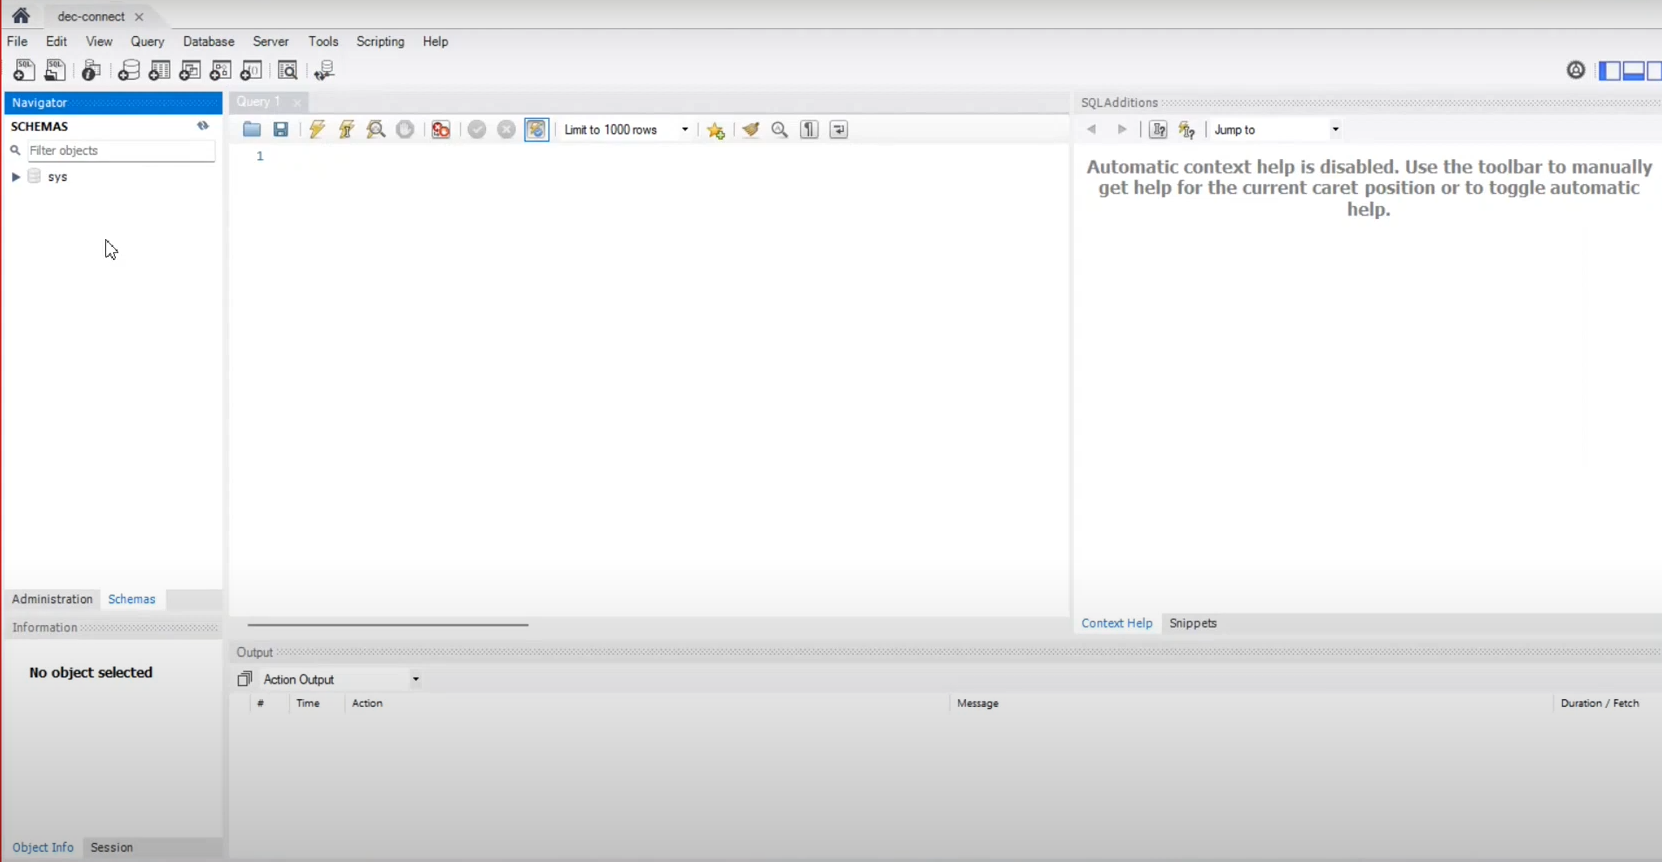 dec-connect
File Edit View Query Database Server Tools Scripting Help
Navigator
SCHEMAS
Filter objects
sys
Administration Schemas
Information
No object selected
Object Info Session
Query 1
Limit to 1000 rows
1
SQLAdditions
Jump to
Automatic context help is disabled. Use the toolbar to manually
get help for the current caret position or to toggle automatic
help.
Context Help Snippets
Output
Action Output
# Time Action Message Duration / Fetch